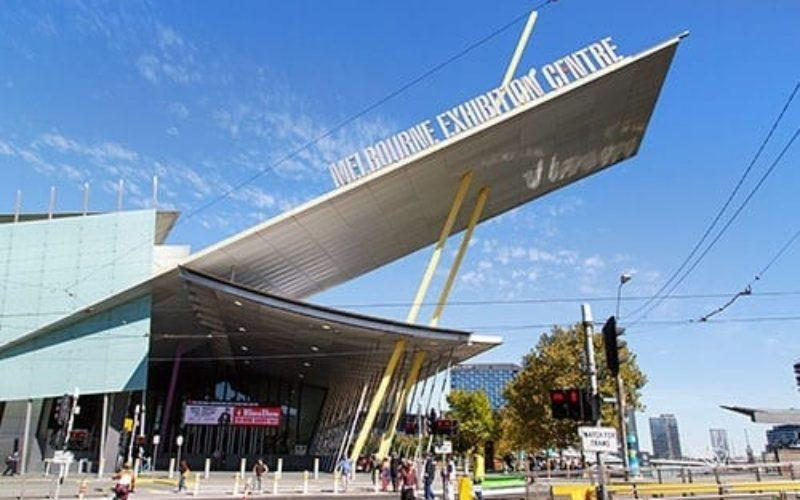 MELBOURNE EXHIBITION CENTRE
WATCH FOR
TRAMS